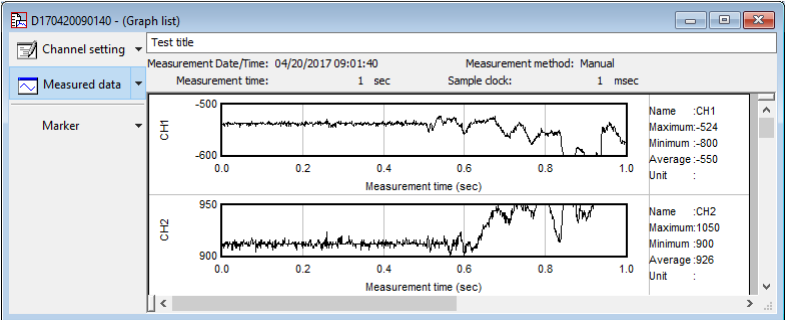 D170420090140 - (Graph list)
Channel setting
Test title
Measurement Date/Time: 04/20/2017 09:01:40 Measurement method: Manual
Measurement time: 1 sec Sample clock: 1 msec
Measured data
Marker
CH1
-500
-600
0.0 0.2 0.4 0.6 0.8 1.0
Measurement time (sec)
Name :CH1
Maximum:-524
Minimum :-800
Average :-550
Unit :
CH2
950
900
0.0 0.2 0.4 0.6 0.8 1.0
Measurement time (sec)
Name :CH2
Maximum:1050
Minimum :900
Average :926
Unit :